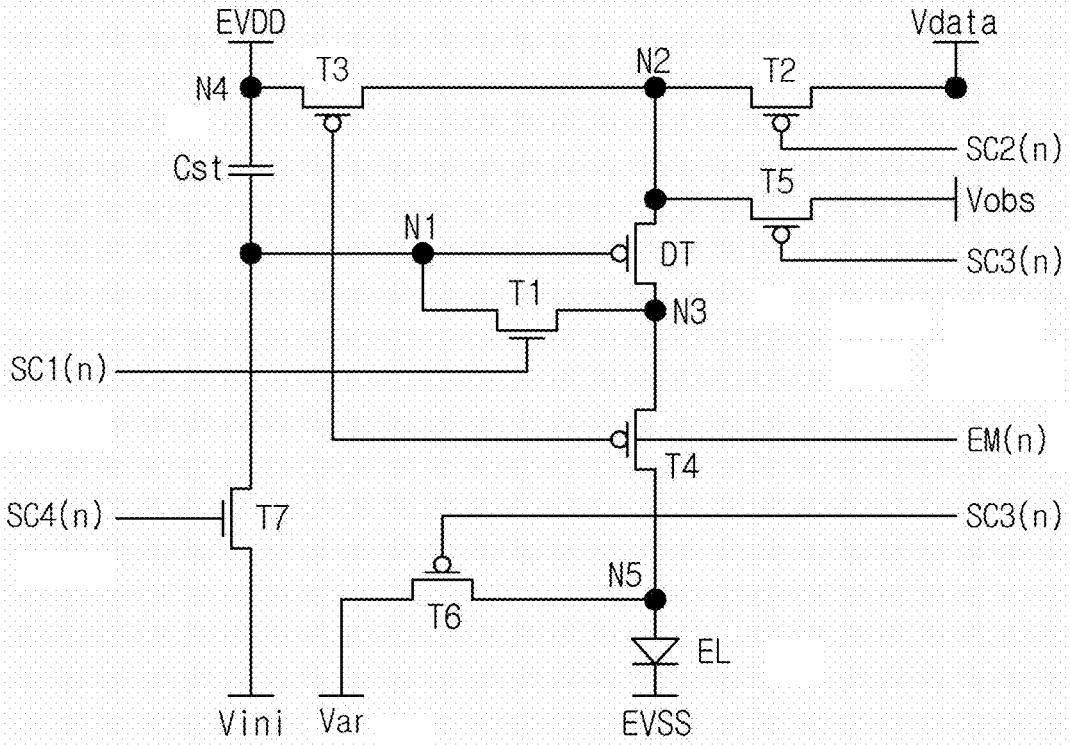 EVDD
Vdata
T3
N2
T2
N4
SC2(n)
Cst
T5
Vobs
N1
DT
SC3(n)
T1
N3
SC1(n)
EM(n)
T4
SC4(n)
T7
SC3(n)
N5
T6
EL
Vini
Var
EVSS